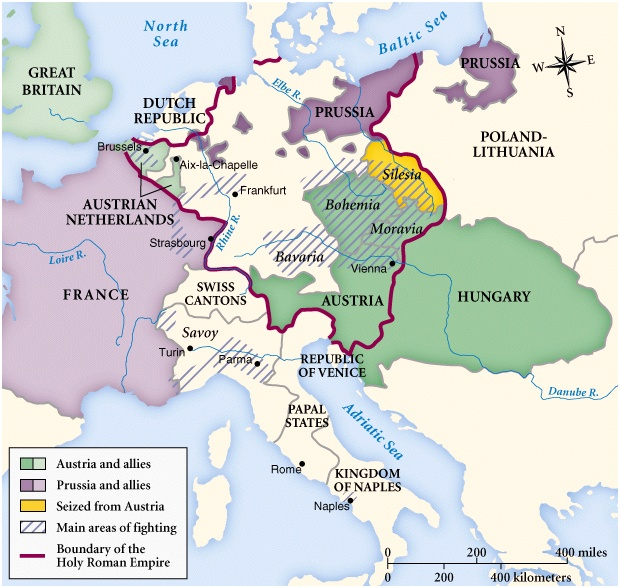 North
Sea
Baltic Sea
N
W
E
S
GREAT
BRITAIN
PRUSSIA
Elbe R.
DUTCH
REPUBLIC
PRUSSIA
POLAND-
LITHUANIA
Brussels
Aix-la-Chapelle
Silesia
Frankfurt
AUSTRIAN
NETHERLANDS
Bohemia
Rhine R.
Moravia
Strasbourg
Loire R.
Bavaria
Vienna
FRANCE
SWISS
CANTONS
AUSTRIA
HUNGARY
Savoy
Turin
Parma
REPUBLIC
OF VENICE
Danube R.
PAPAL
STATES
Adriatic Sea
Rome
KINGDOM
OF NAPLES
Naples
Austria and allies
Prussia and allies
Seized from Austria
Main areas of fighting
Boundary of the
Holy Roman Empire
0 200 400 miles
0 200 400 kilometers